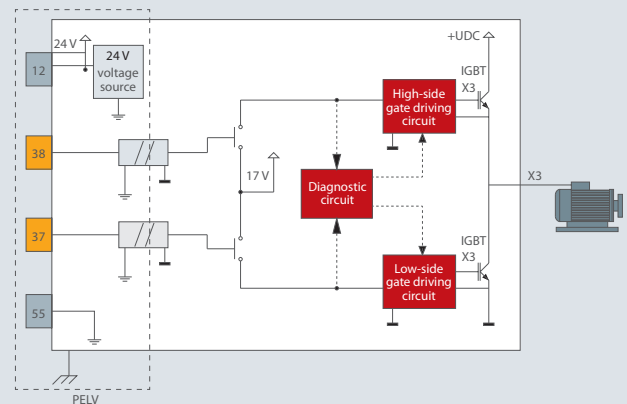 24 V
12
24 V
voltage
source
38
37
55
PELV
17 V
High-side
gate driving
circuit
Diagnostic
circuit
Low-side
gate driving
circuit
+UDC
IGBT
X3
X3
IGBT
X3